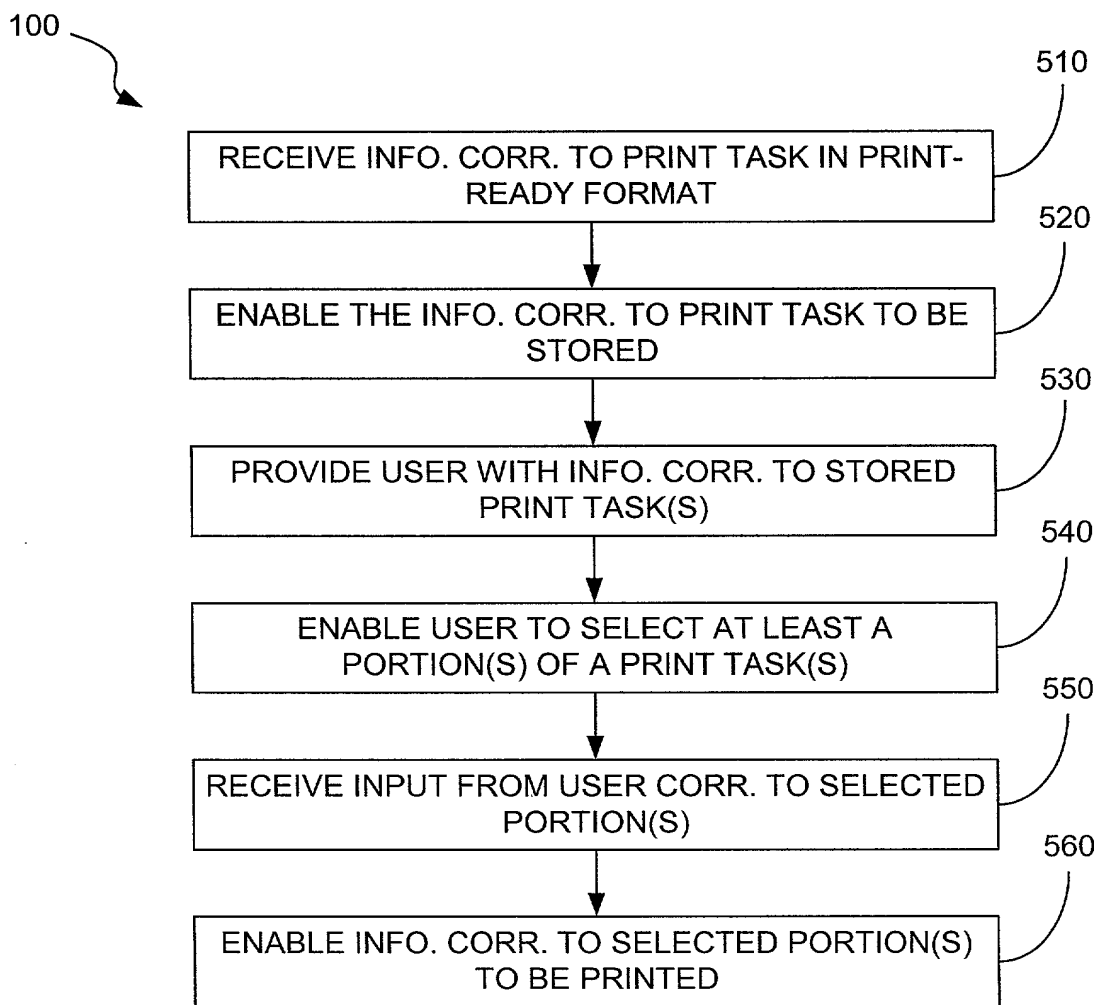 100
510
RECEIVE INFO. CORR. TO PRINT TASK IN PRINT-
READY FORMAT
520
ENABLE THE INFO. CORR. TO PRINT TASK TO BE
STORED
530
PROVIDE USER WITH INFO. CORR. TO STORED
PRINT TASK(S)
540
ENABLE USER TO SELECT AT LEAST A
PORTION(S) OF A PRINT TASK(S)
550
RECEIVE INPUT FROM USER CORR. TO SELECTED
PORTION(S)
560
ENABLE INFO. CORR. TO SELECTED PORTION(S)
TO BE PRINTED